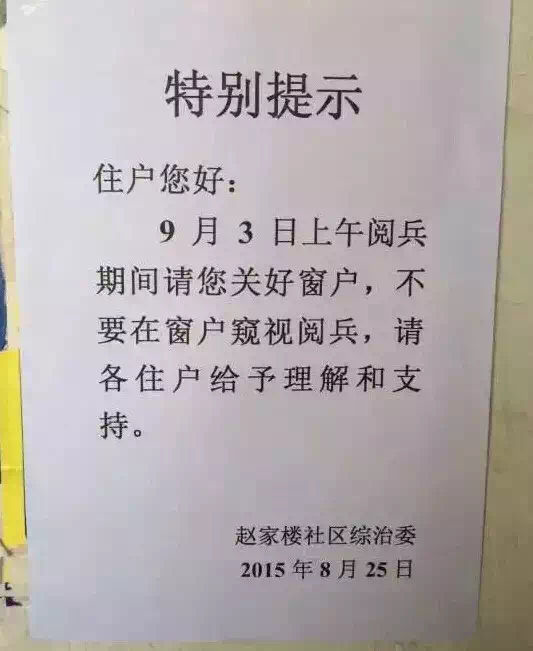 特别提示
住户您好：
9 月 3 日上午阅兵
期间请您关好窗户，不
要在窗户窥视阅兵，请
各住户给予理解和支
持。
赵家楼社区综治委
2015 年 8 月 25 日